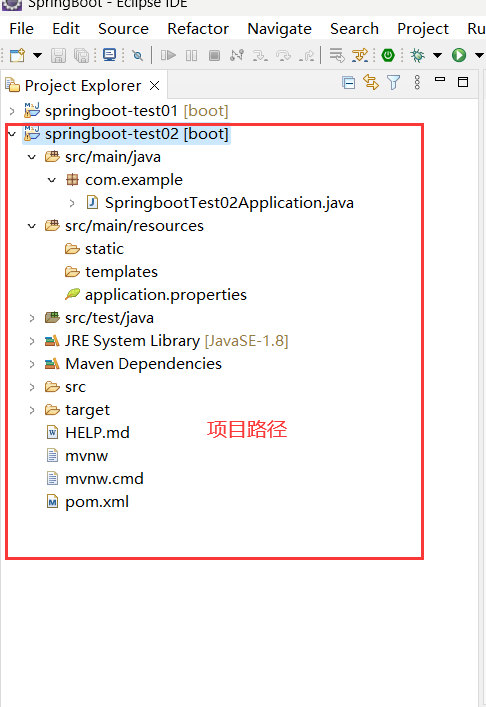 SpringBoot - Eclipse IDE
File Edit Source Refactor Navigate Search Project Ru
Project Explorer
springboot-test01 [boot]
springboot-test02 [boot]
src/main/java
com.example
SpringbootTest02Application.java
src/main/resources
static
templates
application.properties
src/test/java
JRE System Library [JavaSE-1.8]
Maven Dependencies
src
target
项目路径
HELP.md
mvnw
mvnw.cmd
pom.xml